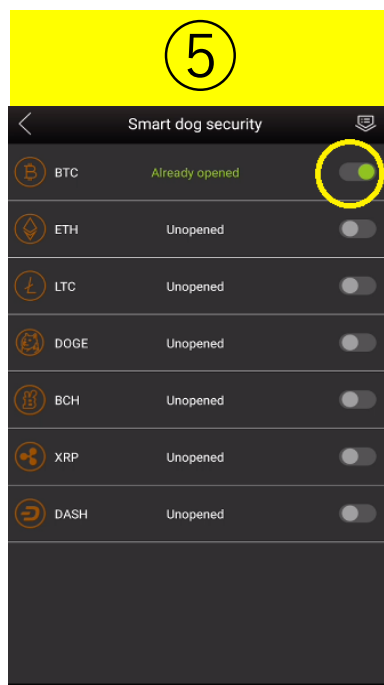 ⑤
Smart dog security
BTC Already opened
ETH Unopened
LTC Unopened
DOGE Unopened
BCH Unopened
XRP Unopened
DASH Unopened